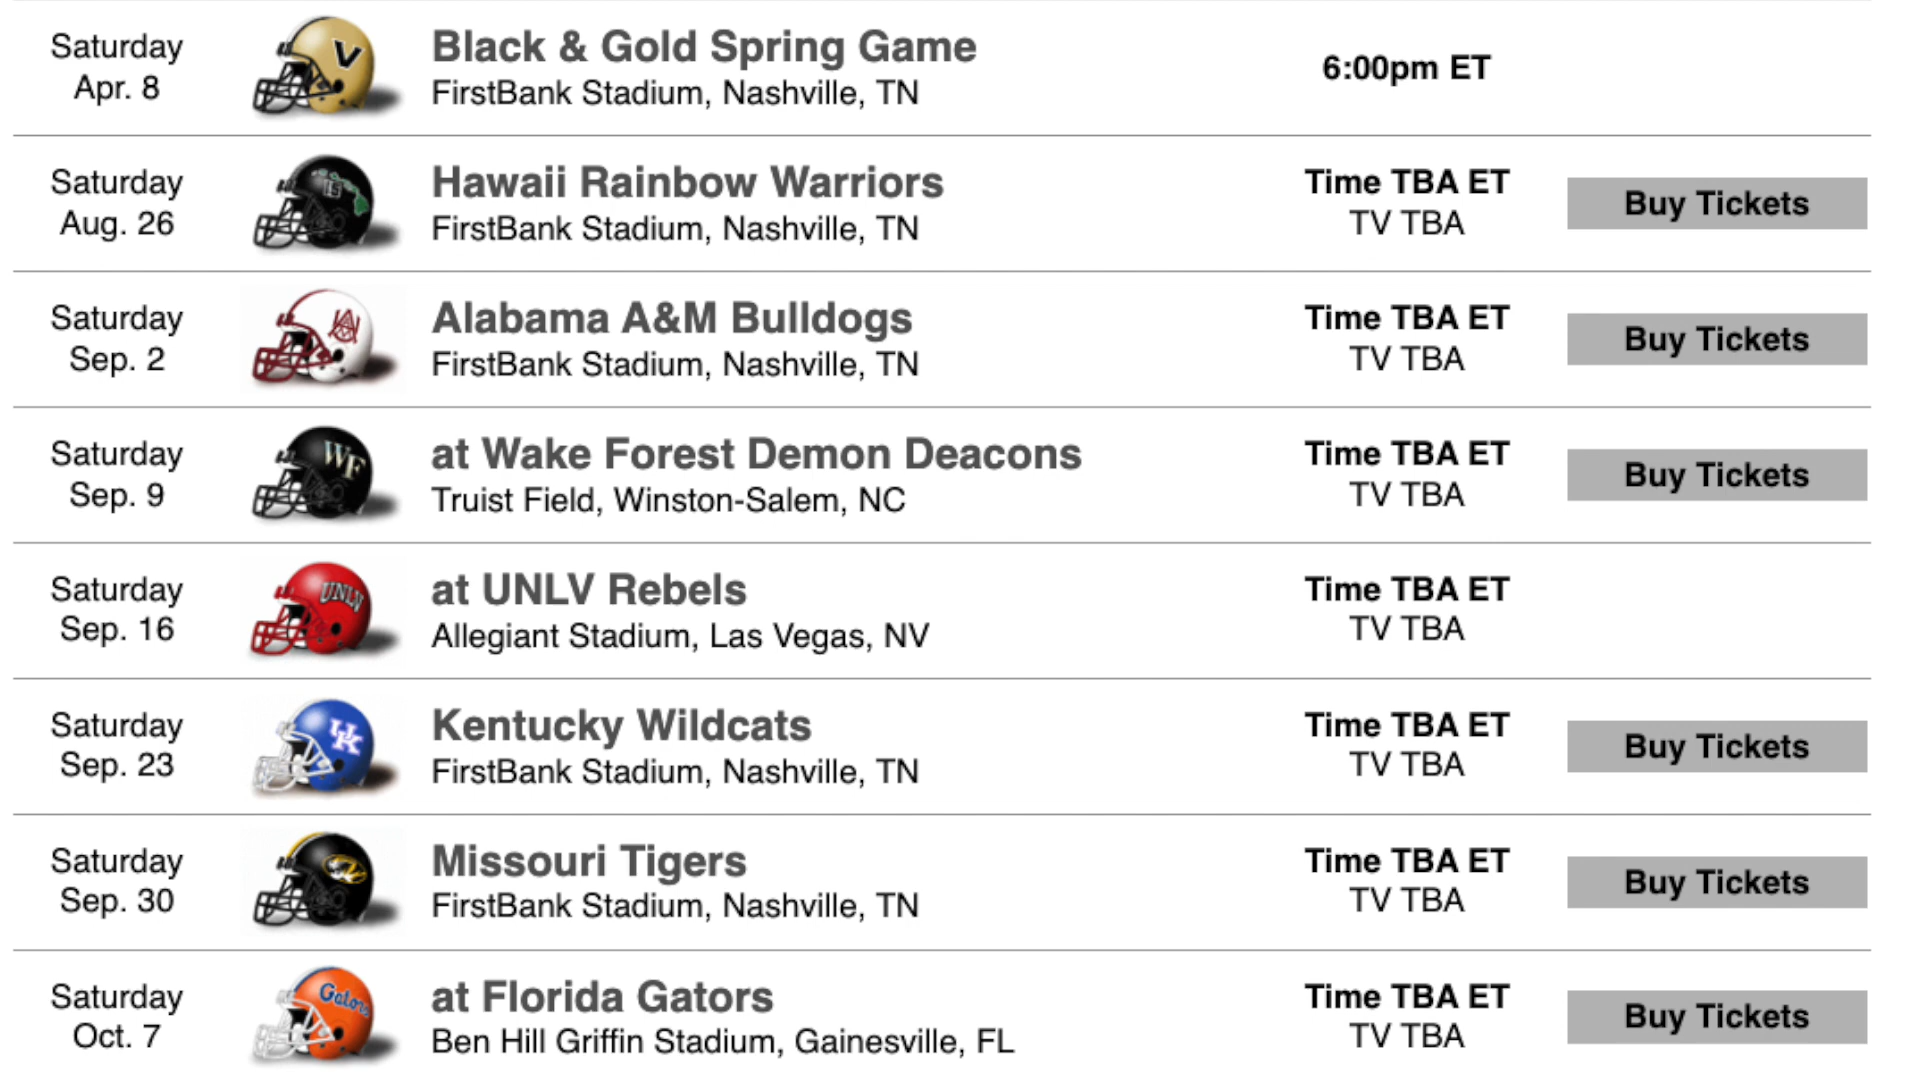 Saturday
Apr. 8
V
Black & Gold Spring Game
FirstBank Stadium, Nashville, TN
6:00pm ET
Saturday
Aug. 26
15
Hawaii Rainbow Warriors
FirstBank Stadium, Nashville, TN
Time TBA ET
TV TBA
Buy Tickets
Saturday
Sep. 2
Alabama A&M Bulldogs
FirstBank Stadium, Nashville, TN
Time TBA ET
TV TBA
Buy Tickets
Saturday
Sep. 9
WF
at Wake Forest Demon Deacons
Truist Field, Winston-Salem, NC
Time TBA ET
TV TBA
Buy Tickets
Saturday
Sep. 16
UNLV
at UNLV Rebels
Allegiant Stadium, Las Vegas, NV
Time TBA ET
TV TBA
Saturday
Sep. 23
UK
Kentucky Wildcats
FirstBank Stadium, Nashville, TN
Time TBA ET
TV TBA
Buy Tickets
Saturday
Sep. 30
Missouri Tigers
FirstBank Stadium, Nashville, TN
Time TBA ET
TV TBA
Buy Tickets
Saturday
Oct. 7
Gators
at Florida Gators
Ben Hill Griffin Stadium, Gainesville, FL
Time TBA ET
TV TBA
Buy Tickets